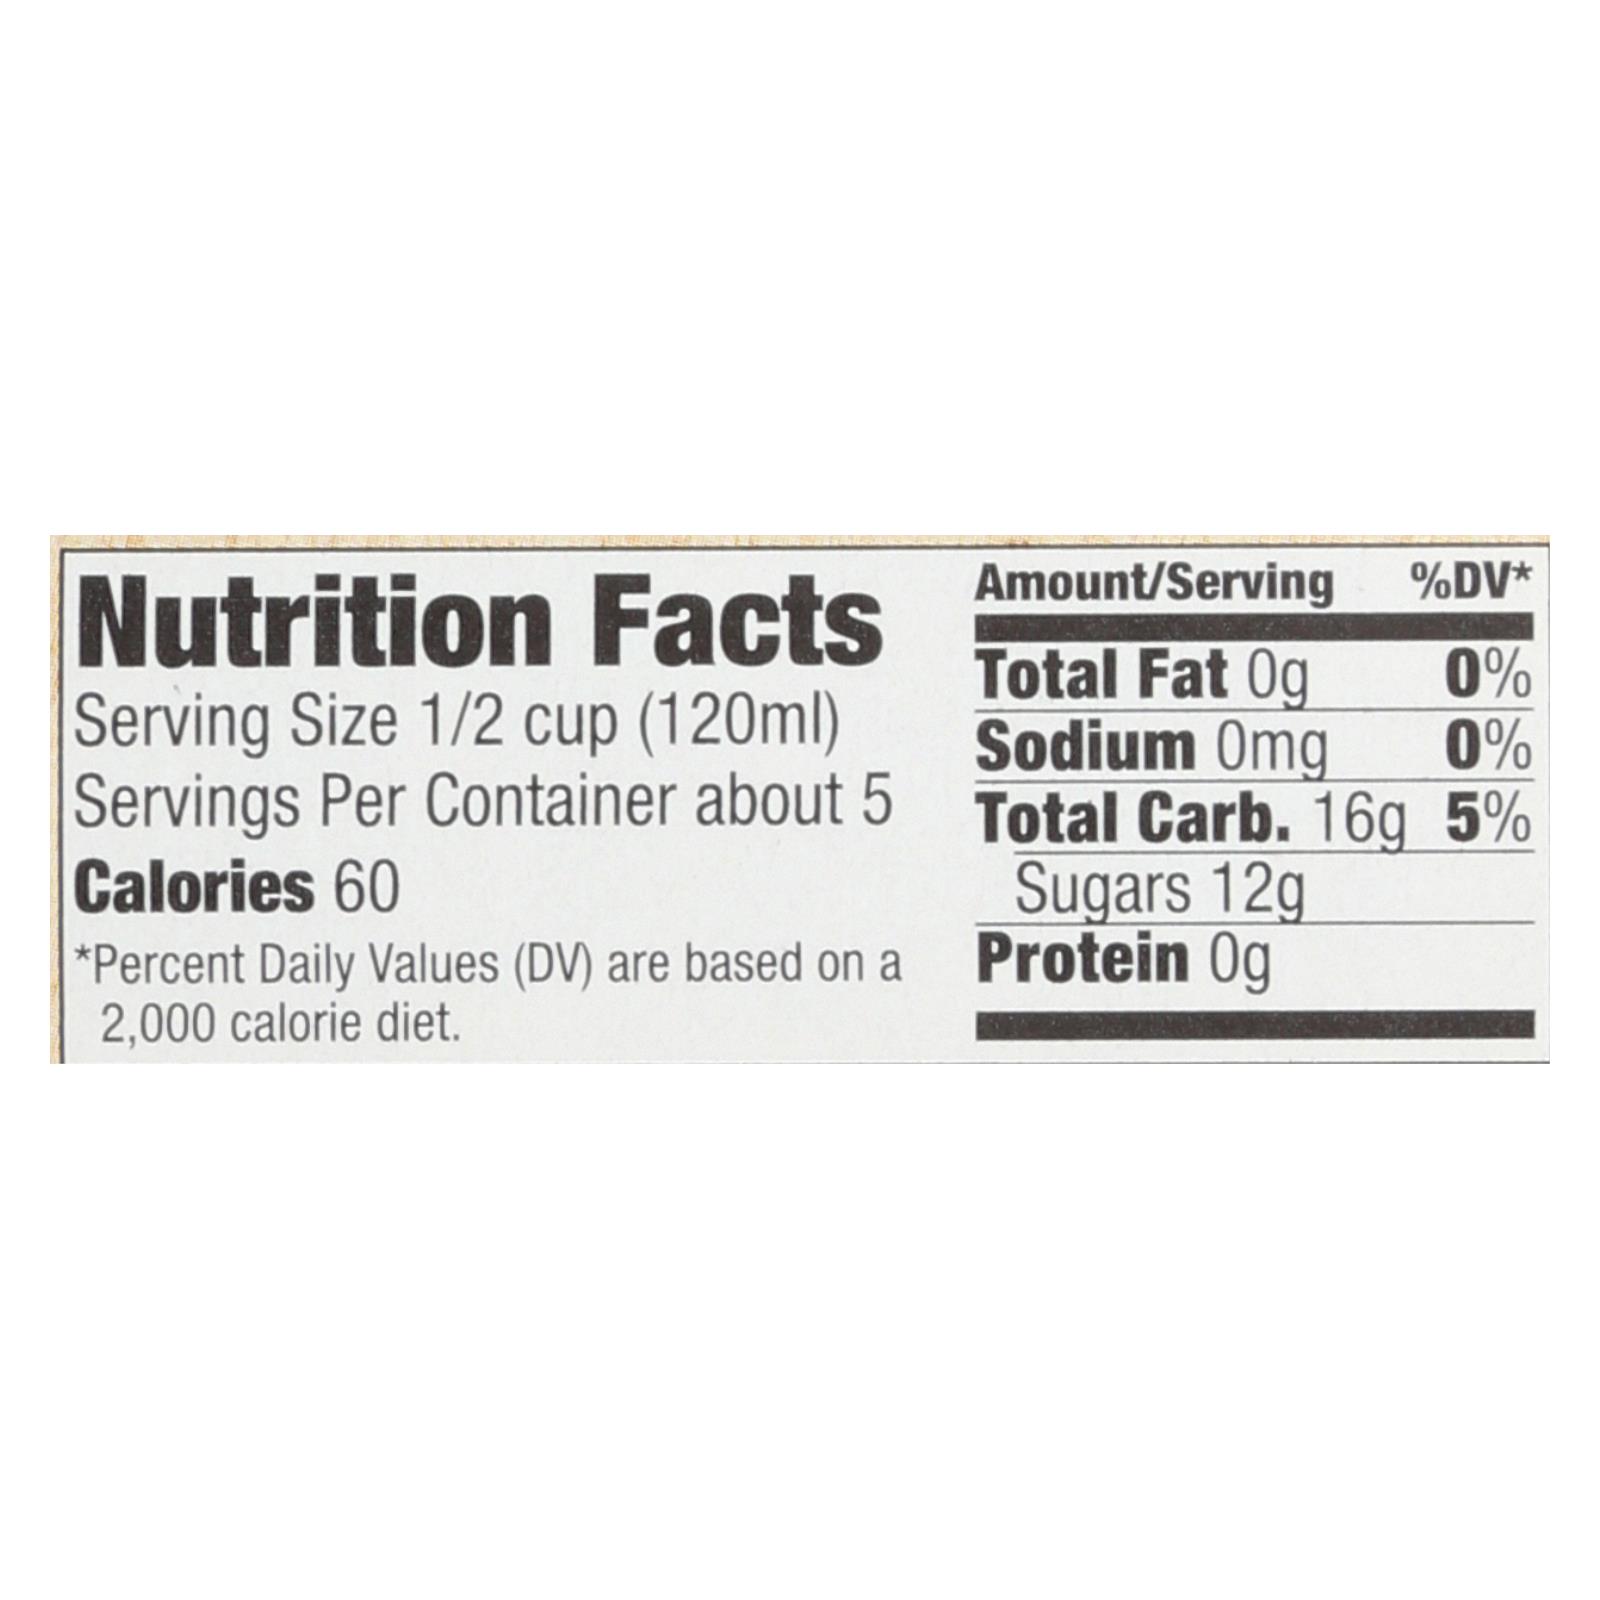 Nutrition Facts
Serving Size 1/2 cup (120ml)
Servings Per Container about 5
Calories 60
*Percent Daily Values (DV) are based on a
2,000 calorie diet.
Amount/Serving %DV*
Total Fat 0g 0%
Sodium 0mg 0%
Total Carb. 16g 5%
Sugars 12g
Protein 0g